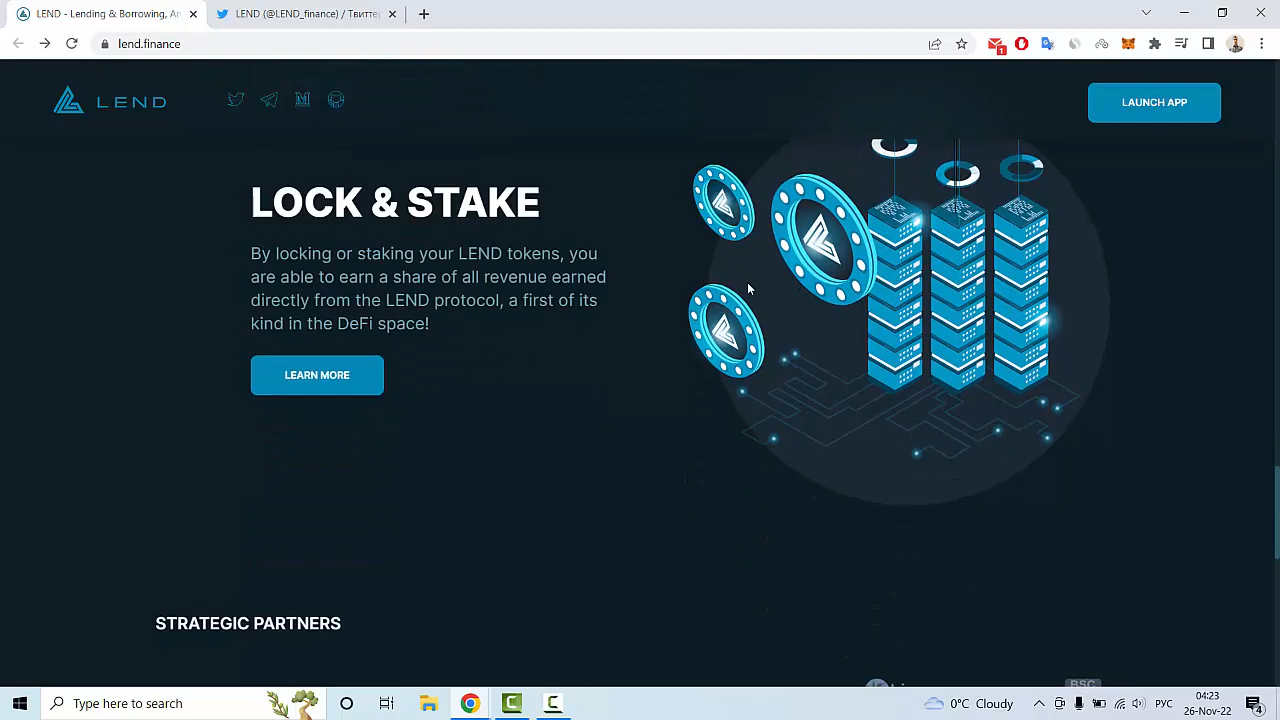 LEND - Lending & Borrowing, An
LEND (@LEND_finance) / Твитте
lend.finance
1
LEND
LAUNCH APP
LOCK & STAKE
By locking or staking your LEND tokens, you
are able to earn a share of all revenue earned
directly from the LEND protocol, a first of its
kind in the DeFi space!
LEARN MORE
STRATEGIC PARTNERS
BSC
Type here to search
0°C Cloudy
РУС
04:23
26-Nov-22
4